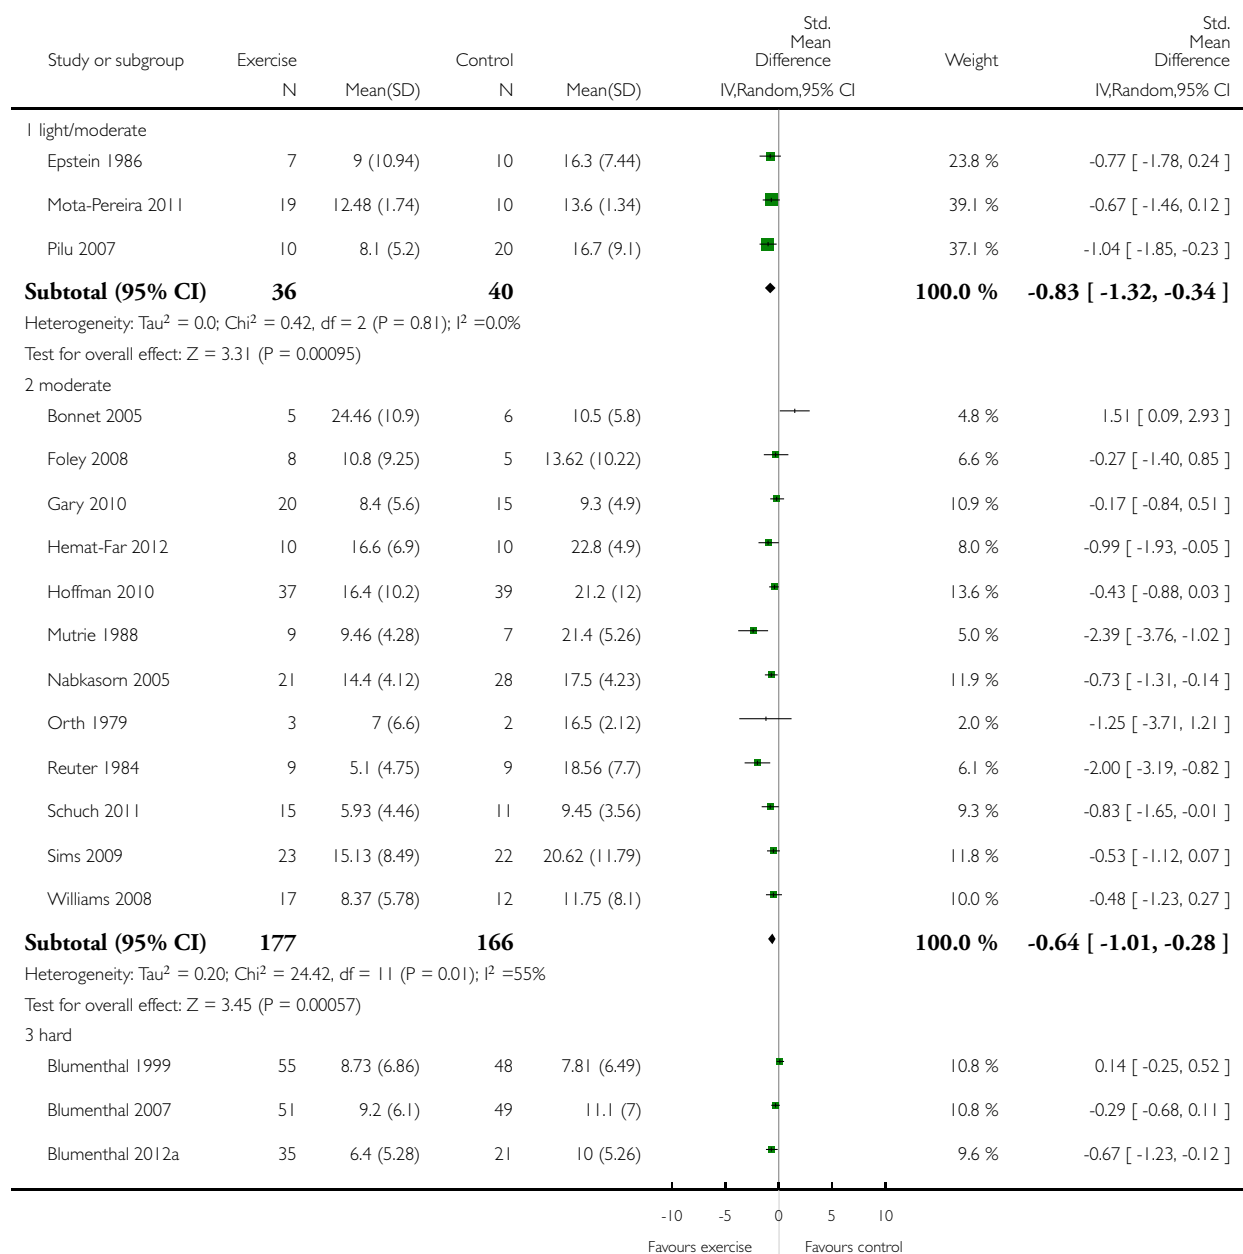 Study or subgroup Exercise Control Std. Mean Difference Weight Std. Mean Difference
N Mean(SD) N Mean(SD) IV,Random,95% CI IV,Random,95% CI
1 light/moderate
Epstein 1986 7 9 (10.94) 10 16.3 (7.44) 23.8 % -0.77 [ -1.78, 0.24 ]
Mota-Pereira 2011 19 12.48 (1.74) 10 13.6 (1.34) 39.1 % -0.67 [ -1.46, 0.12 ]
Pilu 2007 10 8.1 (5.2) 20 16.7 (9.1) 37.1 % -1.04 [ -1.85, -0.23 ]
Subtotal (95% CI) 36 40 100.0 % -0.83 [ -1.32, -0.34 ]
Heterogeneity: Tau² = 0.0; Chi² = 0.42, df = 2 (P = 0.81); I² =0.0%
Test for overall effect: Z = 3.31 (P = 0.00095)
2 moderate
Bonnet 2005 5 24.46 (10.9) 6 10.5 (5.8) 4.8 % 1.51 [ 0.09, 2.93 ]
Foley 2008 8 10.8 (9.25) 5 13.62 (10.22) 6.6 % -0.27 [ -1.40, 0.85 ]
Gary 2010 20 8.4 (5.6) 15 9.3 (4.9) 10.9 % -0.17 [ -0.84, 0.51 ]
Hemat-Far 2012 10 16.6 (6.9) 10 22.8 (4.9) 8.0 % -0.99 [ -1.93, -0.05 ]
Hoffman 2010 37 16.4 (10.2) 39 21.2 (12) 13.6 % -0.43 [ -0.88, 0.03 ]
Mutrie 1988 9 9.46 (4.28) 7 21.4 (5.26) 5.0 % -2.39 [ -3.76, -1.02 ]
Nabkasorn 2005 21 14.4 (4.12) 28 17.5 (4.23) 11.9 % -0.73 [ -1.31, -0.14 ]
Orth 1979 3 7 (6.6) 2 16.5 (2.12) 2.0 % -1.25 [ -3.71, 1.21 ]
Reuter 1984 9 5.1 (4.75) 9 18.56 (7.7) 6.1 % -2.00 [ -3.19, -0.82 ]
Schuch 2011 15 5.93 (4.46) 11 9.45 (3.56) 9.3 % -0.83 [ -1.65, -0.01 ]
Sims 2009 23 15.13 (8.49) 22 20.62 (11.79) 11.8 % -0.53 [ -1.12, 0.07 ]
Williams 2008 17 8.37 (5.78) 12 11.75 (8.1) 10.0 % -0.48 [ -1.23, 0.27 ]
Subtotal (95% CI) 177 166 100.0 % -0.64 [ -1.01, -0.28 ]
Heterogeneity: Tau² = 0.20; Chi² = 24.42, df = 11 (P = 0.01); I² =55%
Test for overall effect: Z = 3.45 (P = 0.00057)
3 hard
Blumenthal 1999 55 8.73 (6.86) 48 7.81 (6.49) 10.8 % 0.14 [ -0.25, 0.52 ]
Blumenthal 2007 51 9.2 (6.1) 49 11.1 (7) 10.8 % -0.29 [ -0.68, 0.11 ]
Blumenthal 2012a 35 6.4 (5.28) 21 10 (5.26) 9.6 % -0.67 [ -1.23, -0.12 ]
-10 -5 0 5 10
Favours exercise Favours control